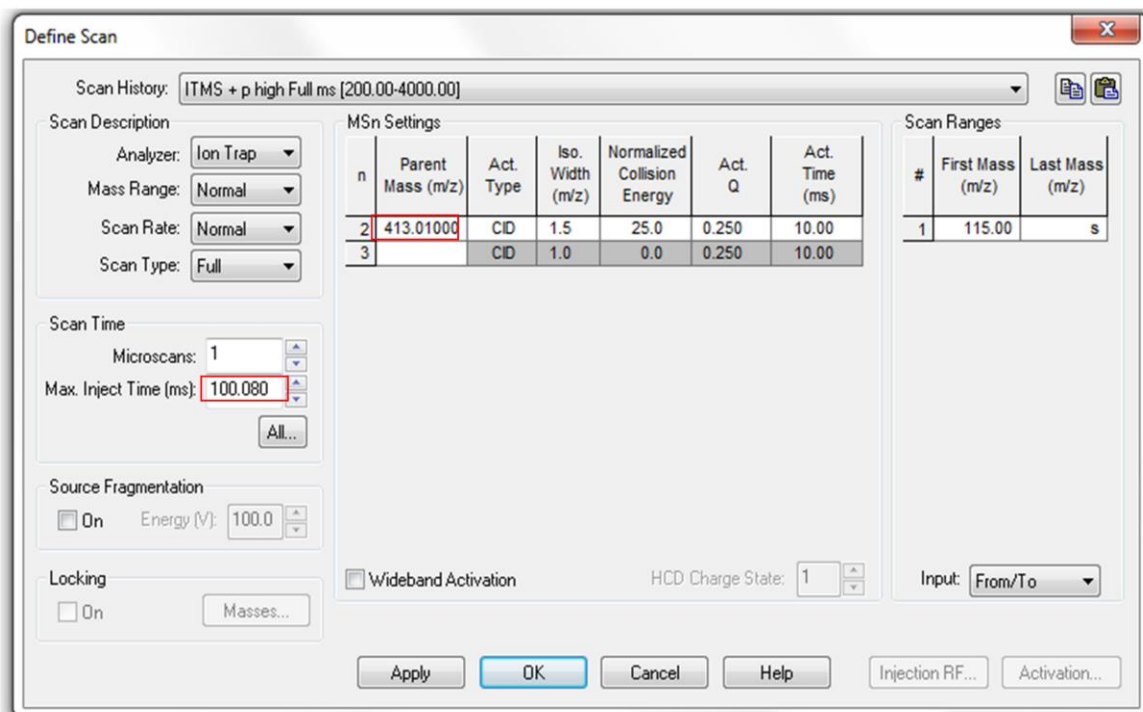 Define Scan
Scan History: ITMS + p high Full ms [200.00-4000.00]
Scan Description
Analyzer: Ion Trap
Mass Range: Normal
Scan Rate: Normal
Scan Type: Full
Scan Time
Microscans: 1
Max. Inject Time (ms): 100.080
All...
Source Fragmentation
On Energy (V): 100.0
Locking
On Masses...
MSn Settings
n Parent Mass (m/z) Act. Type Iso. Width (m/z) Normalized Collision Energy Act. Q Act. Time (ms)
2 413.01000 CID 1.5 25.0 0.250 10.00
3 CID 1.0 0.0 0.250 10.00
Wideband Activation HCD Charge State: 1
Scan Ranges
# First Mass (m/z) Last Mass (m/z)
1 115.00 s
Input: From/To
Apply OK Cancel Help Injection RF... Activation...